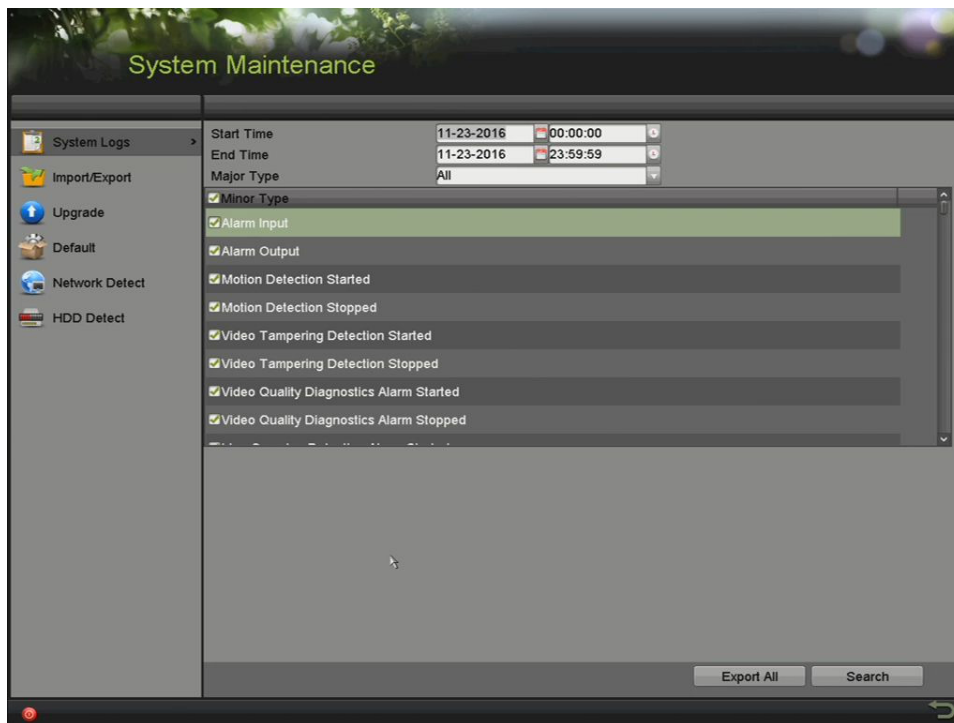 System Maintenance
System Logs >
Import/Export
Upgrade
Default
Network Detect
HDD Detect
Start Time 11-23-2016 00:00:00
End Time 11-23-2016 23:59:59
Major Type All
Minor Type
Alarm Input
Alarm Output
Motion Detection Started
Motion Detection Stopped
Video Tampering Detection Started
Video Tampering Detection Stopped
Video Quality Diagnostics Alarm Started
Video Quality Diagnostics Alarm Stopped
Export All Search